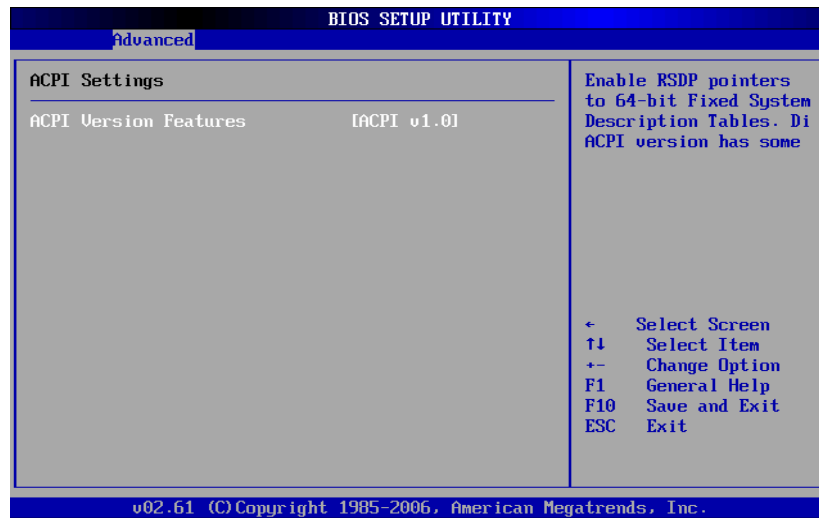 BIOS SETUP UTILITY
Advanced
ACPI Settings
ACPI Version Features [ACPI v1.0]
Enable RSDP pointers
to 64-bit Fixed System
Description Tables. Di
ACPI version has some
← Select Screen
↑↓ Select Item
+- Change Option
F1 General Help
F10 Save and Exit
ESC Exit
v02.61 (C)Copyright 1985-2006, American Megatrends, Inc.